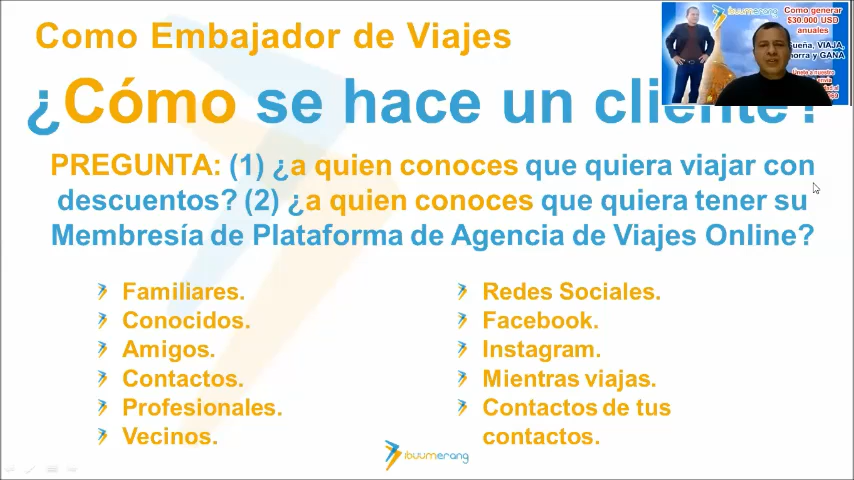 Como Embajador de Viajes
¿Cómo se hace un cliente?
PREGUNTA: (1) ¿a quien conoces que quiera viajar con
descuentos? (2) ¿a quien conoces que quiera tener su
Membresía de Plataforma de Agencia de Viajes Online?
Familiares.
Conocidos.
Amigos.
Contactos.
Profesionales.
Vecinos.
Redes Sociales.
Facebook.
Instagram.
Mientras viajas.
Contactos de tus
contactos.
ibuumerang
ibuumerang
Como generar
$30.000 USD
anuales
VIAJA,
y GANA